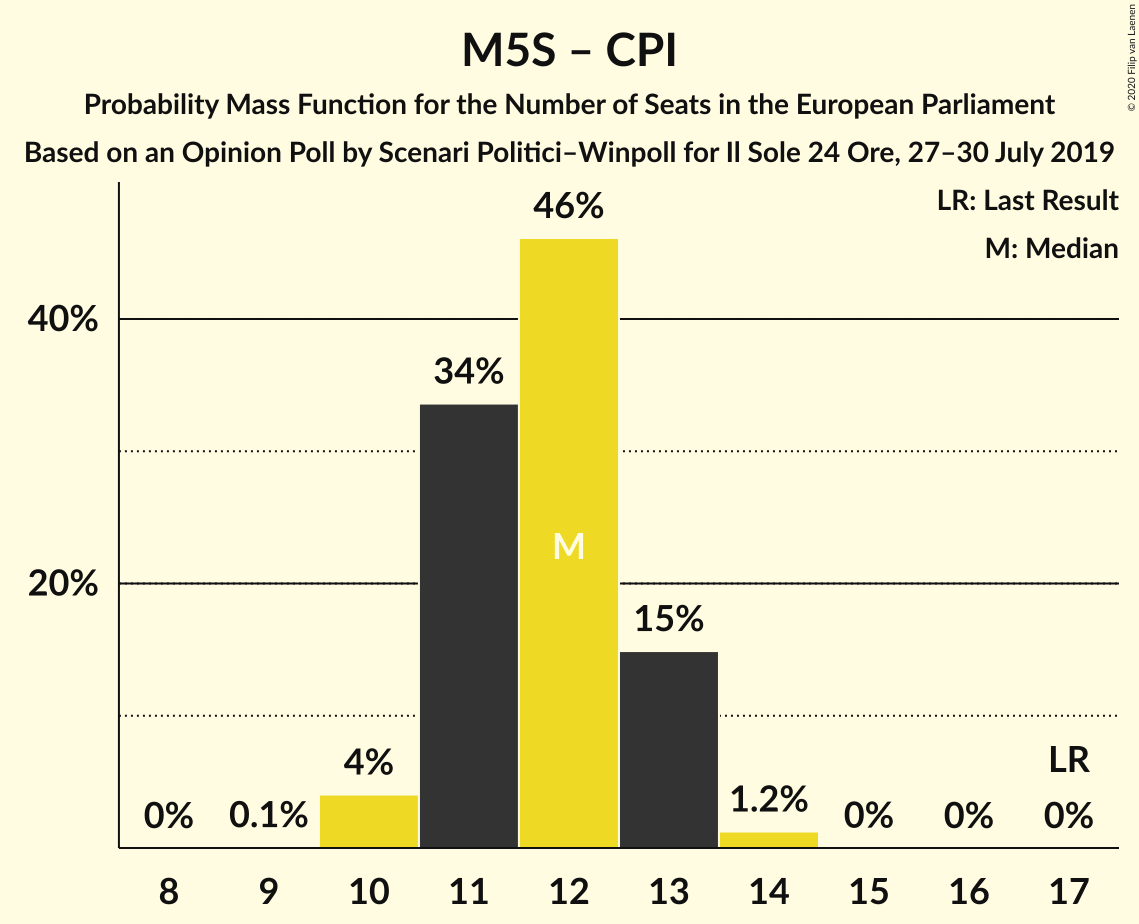 M5S – CPI
Probability Mass Function for the Number of Seats in the European Parliament
Based on an Opinion Poll by Scenari Politici–Winpoll for Il Sole 24 Ore, 27–30 July 2019
© 2020 Filip van Laenen
LR: Last Result
M: Median
46%
40%
34%
M
20%
15%
4%
LR
1.2%
0% 0.1% 0% 0% 0%
8 9 10 11 12 13 14 15 16 17